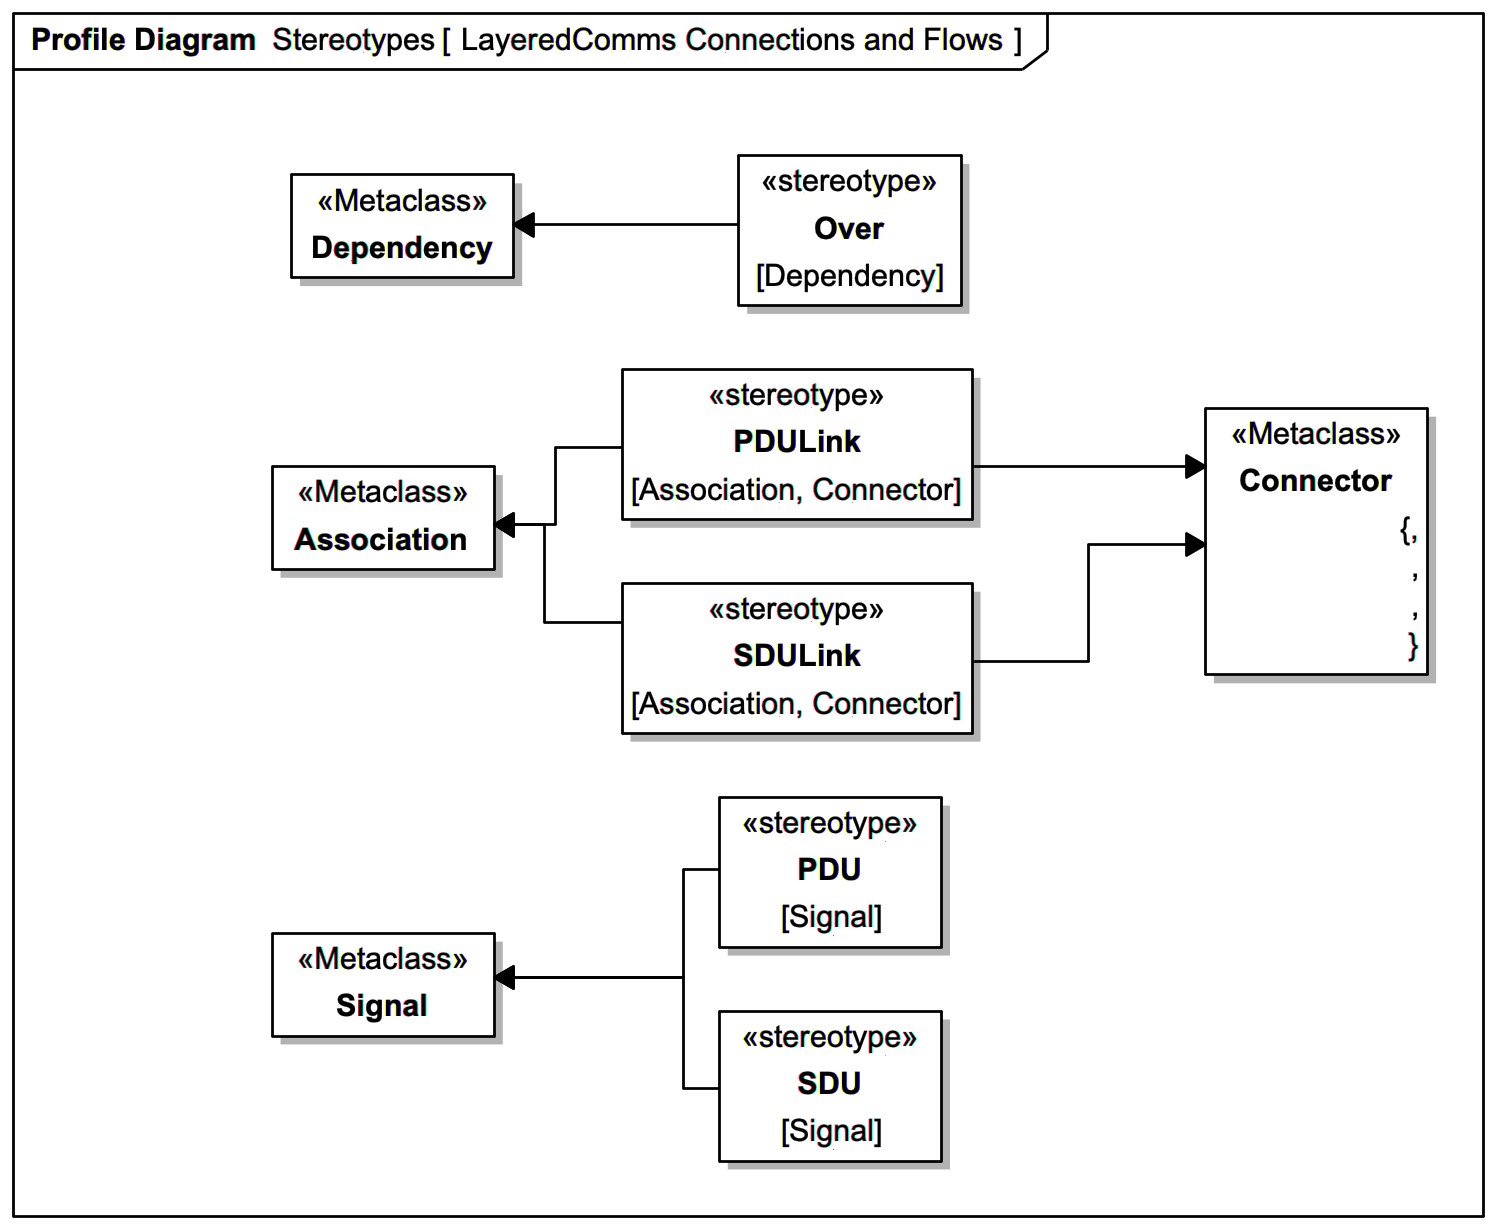 Profile Diagram Stereotypes [ LayeredComms Connections and Flows ]
«Metaclass»
Dependency
«stereotype»
Over
[Dependency]
«stereotype»
PDULink
[Association, Connector]
«Metaclass»
Association
«Metaclass»
Connector
{,
,
,
}
«stereotype»
SDULink
[Association, Connector]
«stereotype»
PDU
[Signal]
«Metaclass»
Signal
«stereotype»
SDU
[Signal]